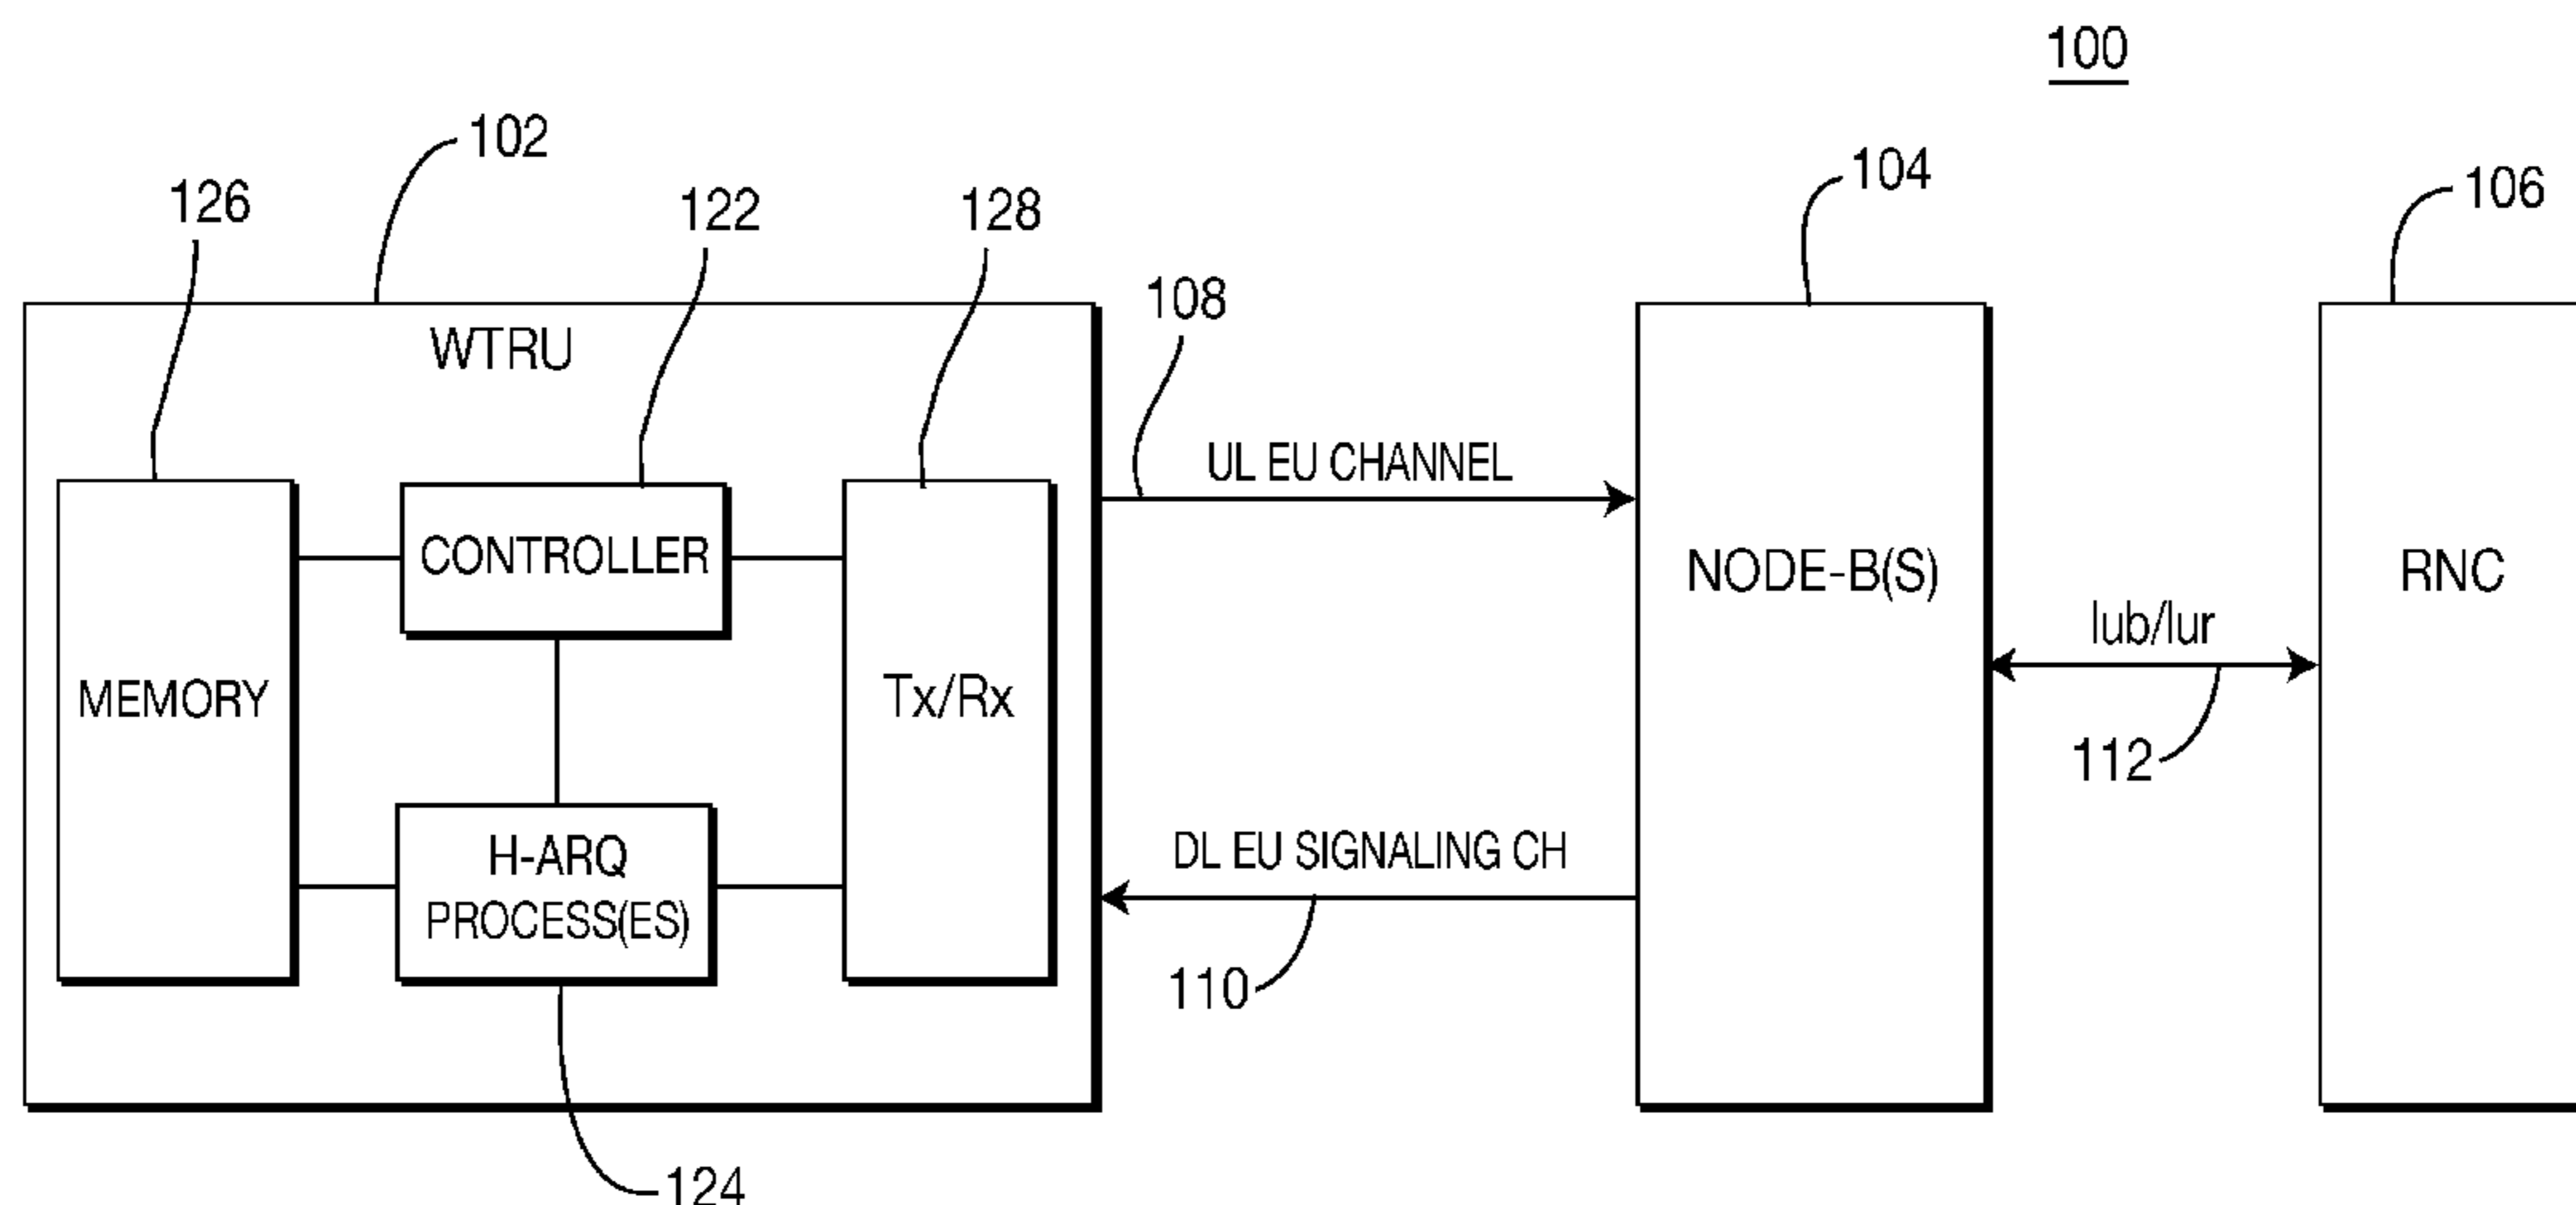 100
102
104
106
126
122
128
108
WTRU
UL EU CHANNEL
CONTROLLER
NODE-B(S)
RNC
Iub/Iur
MEMORY
Tx/Rx
112
H-ARQ
PROCESS(ES)
DL EU SIGNALING CH
110
124